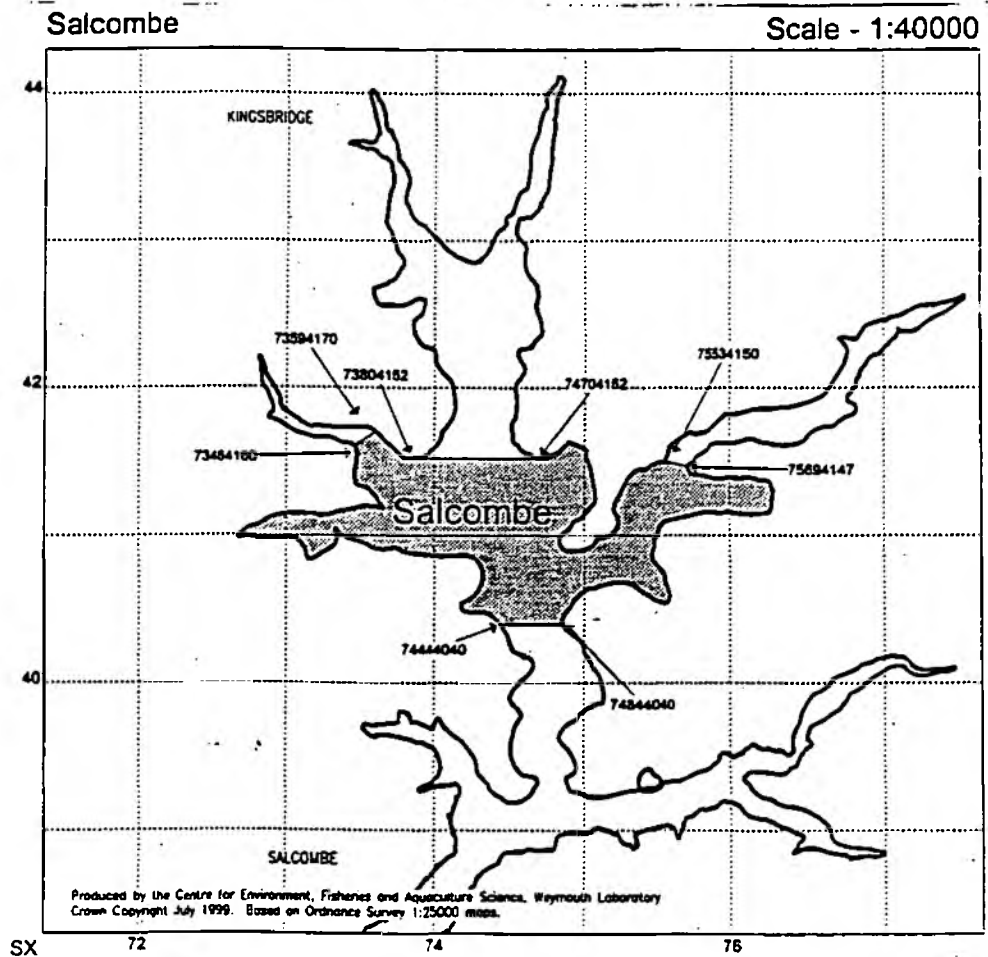 Salcombe
Scale - 1:40000
44
KINGSBRIDGE
73594170
73804152
42
74704152
75534150
73484160
75694147
Salcombe
74444040
40
74844040
SALCOMBE
Produced by the Centre for Environment, Fisheries and Aquaculture Science, Weymouth Laboratory
Crown Copyright July 1999. Based on Ordnance Survey 1:25000 maps.
SX
72
74
76